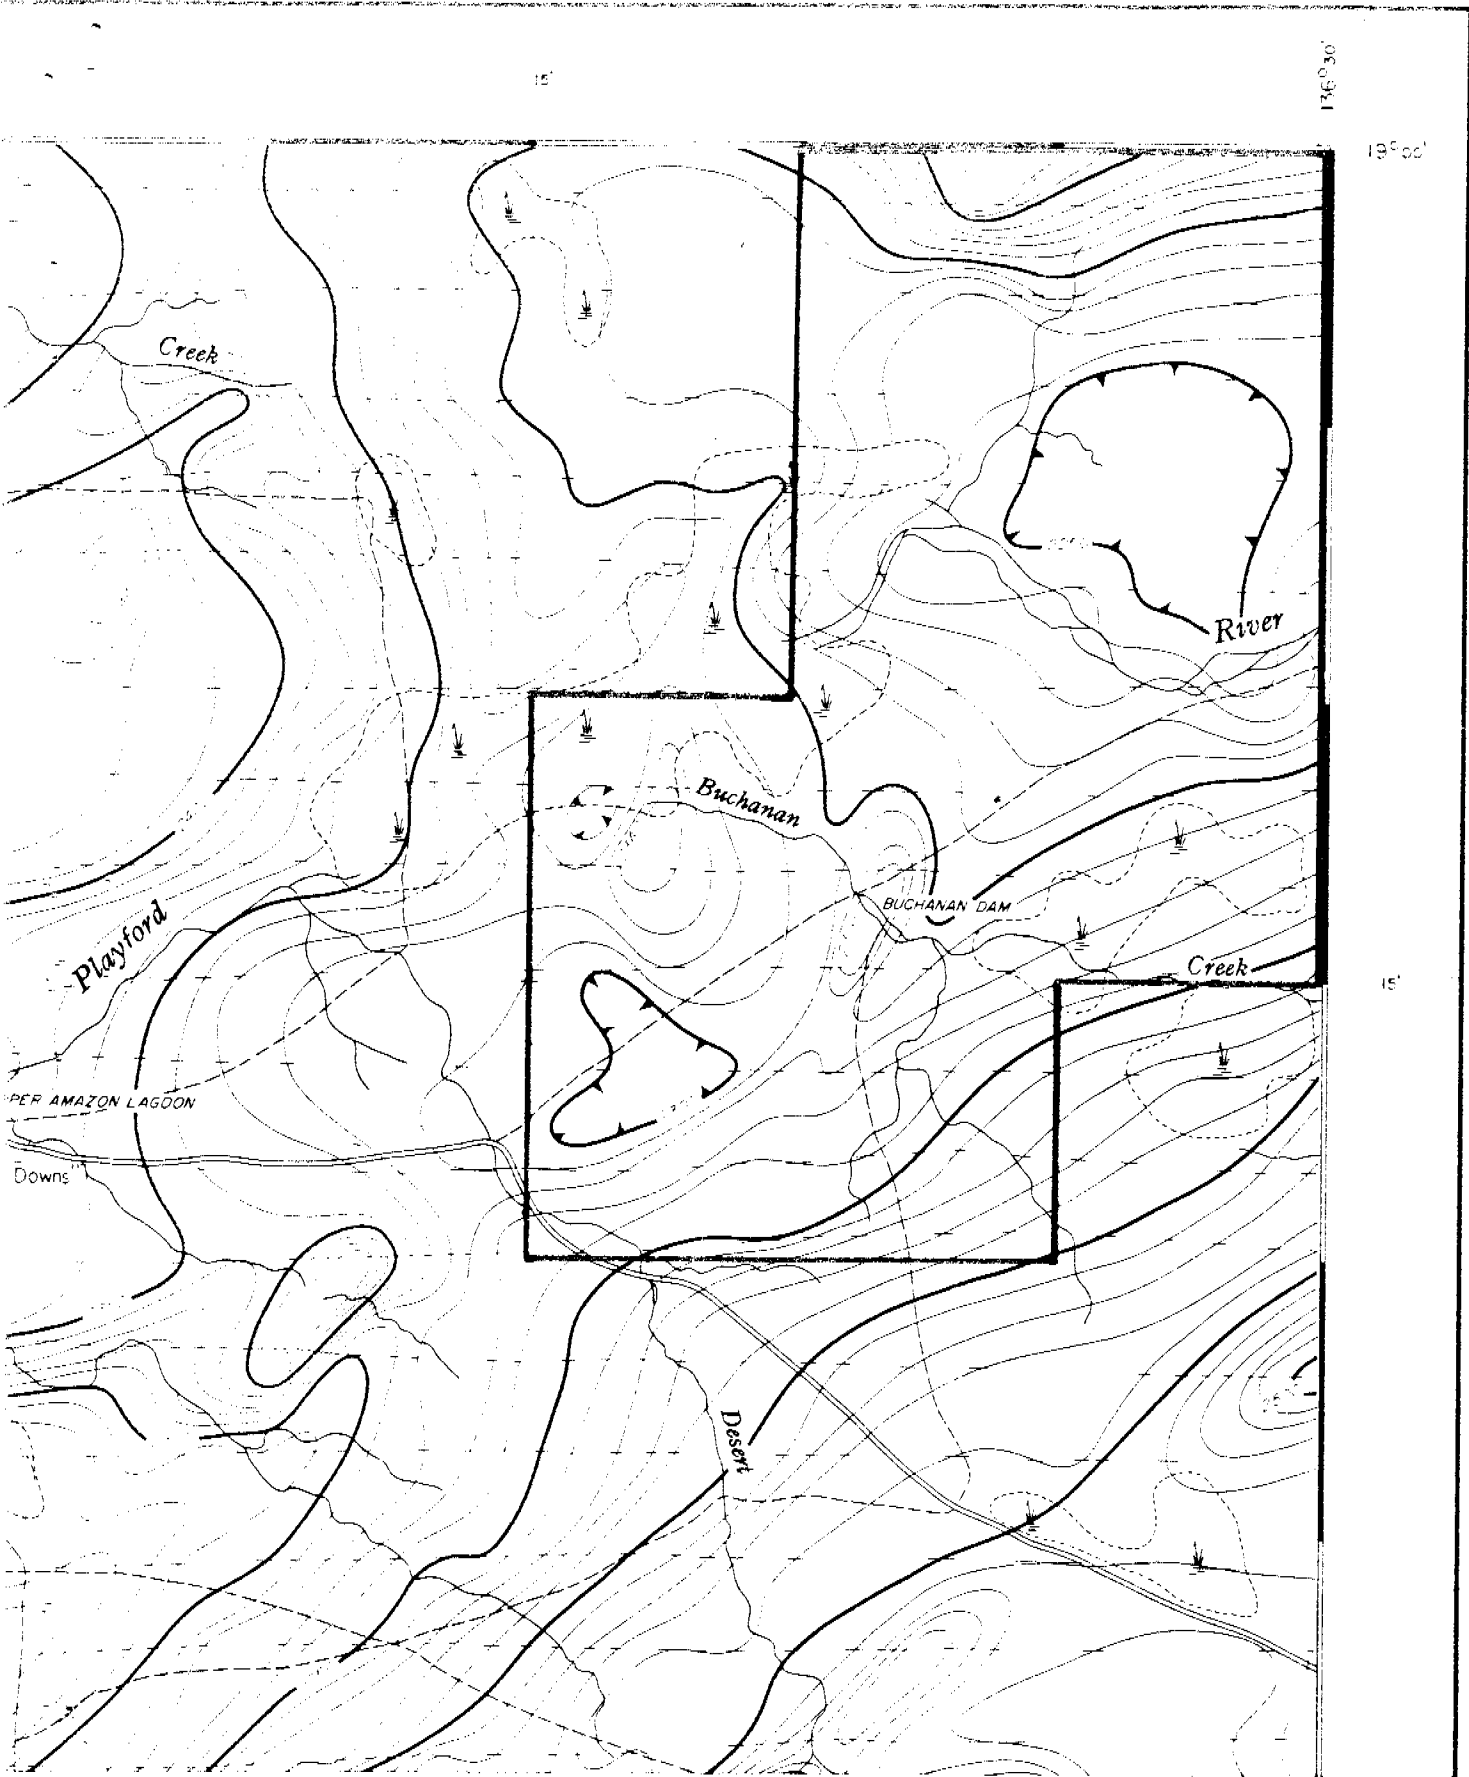 136°30'
15'
19°00'
Creek
River
Buchanan
BUCHANAN DAM
Playford
Creek
15'
PER AMAZON LAGOON
Downs"
Desert